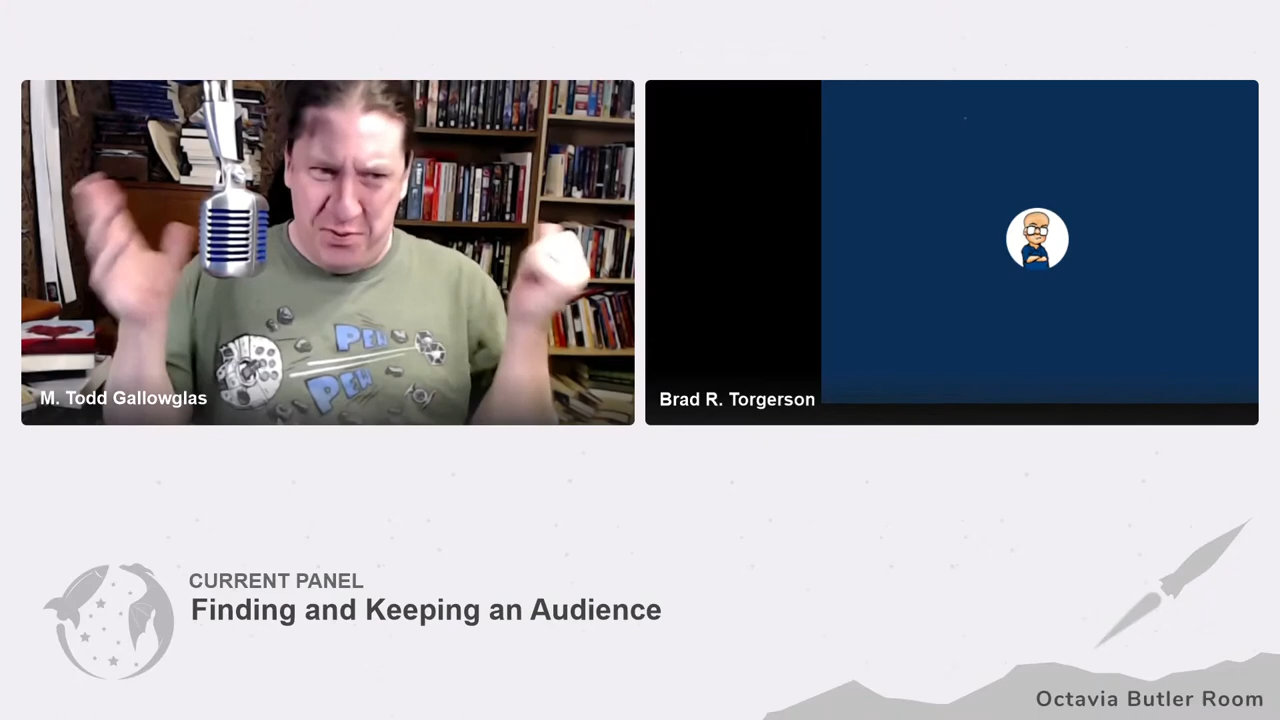 PEW
PEW
M. Todd Gallowglas
Brad R. Torgerson
CURRENT PANEL
Finding and Keeping an Audience
Octavia Butler Room